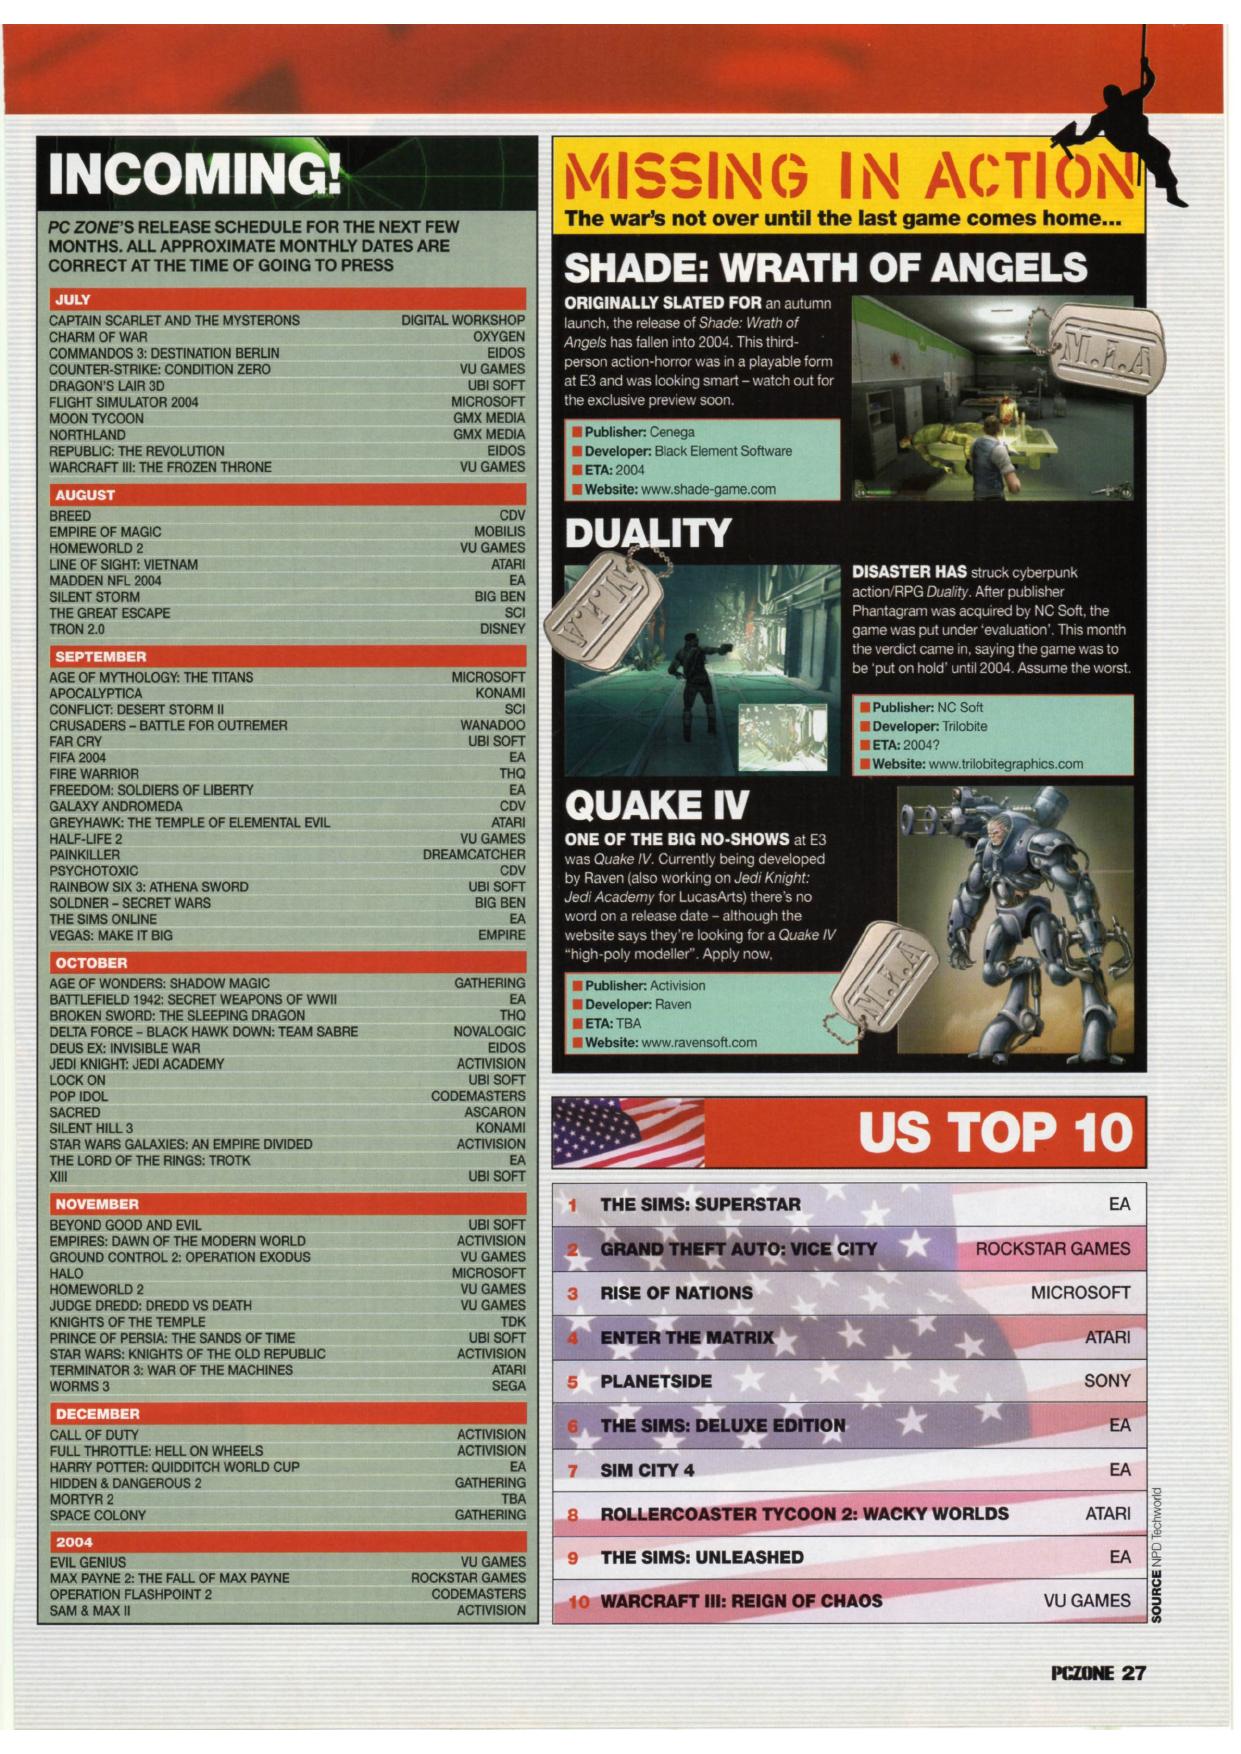 INCOMING!
PC ZONE'S RELEASE SCHEDULE FOR THE NEXT FEW
MONTHS. ALL APPROXIMATE MONTHLY DATES ARE
CORRECT AT THE TIME OF GOING TO PRESS
JULY
CAPTAIN SCARLET AND THE MYSTERONS DIGITAL WORKSHOP
CHARM OF WAR OXYGEN
COMMANDOS 3: DESTINATION BERLIN EIDOS
COUNTER-STRIKE: CONDITION ZERO VU GAMES
DRAGON'S LAIR 3D UBI SOFT
FLIGHT SIMULATOR 2004 MICROSOFT
MOON TYCOON GMX MEDIA
NORTHLAND GMX MEDIA
REPUBLIC: THE REVOLUTION EIDOS
WARCRAFT III: THE FROZEN THRONE VU GAMES
AUGUST
BREED CDV
EMPIRE OF MAGIC MOBILIS
HOMEWORLD 2 VU GAMES
LINE OF SIGHT: VIETNAM ATARI
MADDEN NFL 2004 EA
SILENT STORM BIG BEN
THE GREAT ESCAPE SCI
TRON 2.0 DISNEY
SEPTEMBER
AGE OF MYTHOLOGY: THE TITANS MICROSOFT
APOCALYPTICA KONAMI
CONFLICT: DESERT STORM II SCI
CRUSADERS – BATTLE FOR OUTREMER WANADOO
FAR CRY UBI SOFT
FIFA 2004 EA
FIRE WARRIOR THQ
FREEDOM: SOLDIERS OF LIBERTY EA
GALAXY ANDROMEDA CDV
GREYHAWK: THE TEMPLE OF ELEMENTAL EVIL ATARI
HALF-LIFE 2 VU GAMES
PAINKILLER DREAMCATCHER
PSYCHOTOXIC CDV
RAINBOW SIX 3: ATHENA SWORD UBI SOFT
SOLDNER – SECRET WARS BIG BEN
THE SIMS ONLINE EA
VEGAS: MAKE IT BIG EMPIRE
OCTOBER
AGE OF WONDERS: SHADOW MAGIC GATHERING
BATTLEFIELD 1942: SECRET WEAPONS OF WWII EA
BROKEN SWORD: THE SLEEPING DRAGON THQ
DELTA FORCE – BLACK HAWK DOWN: TEAM SABRE NOVALOGIC
DEUS EX: INVISIBLE WAR EIDOS
JEDI KNIGHT: JEDI ACADEMY ACTIVISION
LOCK ON UBI SOFT
POP IDOL CODEMASTERS
SACRED ASCARON
SILENT HILL 3 KONAMI
STAR WARS GALAXIES: AN EMPIRE DIVIDED ACTIVISION
THE LORD OF THE RINGS: TROTK EA
XIII UBI SOFT
NOVEMBER
BEYOND GOOD AND EVIL UBI SOFT
EMPIRES: DAWN OF THE MODERN WORLD ACTIVISION
GROUND CONTROL 2: OPERATION EXODUS VU GAMES
HALO MICROSOFT
HOMEWORLD 2 VU GAMES
JUDGE DREDD: DREDD VS DEATH VU GAMES
KNIGHTS OF THE TEMPLE TDK
PRINCE OF PERSIA: THE SANDS OF TIME UBI SOFT
STAR WARS: KNIGHTS OF THE OLD REPUBLIC ACTIVISION
TERMINATOR 3: WAR OF THE MACHINES ATARI
WORMS 3 SEGA
DECEMBER
CALL OF DUTY ACTIVISION
FULL THROTTLE: HELL ON WHEELS ACTIVISION
HARRY POTTER: QUIDDITCH WORLD CUP EA
HIDDEN & DANGEROUS 2 GATHERING
MORTYR 2 TBA
SPACE COLONY GATHERING
2004
EVIL GENIUS VU GAMES
MAX PAYNE 2: THE FALL OF MAX PAYNE ROCKSTAR GAMES
OPERATION FLASHPOINT 2 CODEMASTERS
SAM & MAX II ACTIVISION
MISSING IN ACTION
The war's not over until the last game comes home...
SHADE: WRATH OF ANGELS
ORIGINALLY SLATED FOR an autumn
launch, the release of Shade: Wrath of
Angels has fallen into 2004. This third-
person action-horror was in a playable form
at E3 and was looking smart – watch out for
the exclusive preview soon.
Publisher: Cenega
Developer: Black Element Software
ETA: 2004
Website: www.shade-game.com
M.I.A
DUALITY
M.I.A
DISASTER HAS struck cyberpunk
action/RPG Duality. After publisher
Phantagram was acquired by NC Soft, the
game was put under 'evaluation'. This month
the verdict came in, saying the game was to
be 'put on hold' until 2004. Assume the worst.
Publisher: NC Soft
Developer: Trilobite
ETA: 2004?
Website: www.trilobitegraphics.com
QUAKE IV
ONE OF THE BIG NO-SHOWS at E3
was Quake IV. Currently being developed
by Raven (also working on Jedi Knight:
Jedi Academy for LucasArts) there's no
word on a release date – although the
website says they're looking for a Quake IV
"high-poly modeller". Apply now,
Publisher: Activision
Developer: Raven
ETA: TBA
Website: www.ravensoft.com
M.I.A
US TOP 10
1 THE SIMS: SUPERSTAR EA
2 GRAND THEFT AUTO: VICE CITY ROCKSTAR GAMES
3 RISE OF NATIONS MICROSOFT
4 ENTER THE MATRIX ATARI
5 PLANETSIDE SONY
6 THE SIMS: DELUXE EDITION EA
7 SIM CITY 4 EA
8 ROLLERCOASTER TYCOON 2: WACKY WORLDS ATARI
9 THE SIMS: UNLEASHED EA
10 WARCRAFT III: REIGN OF CHAOS VU GAMES
SOURCE NPD Techworld
PCZONE 27